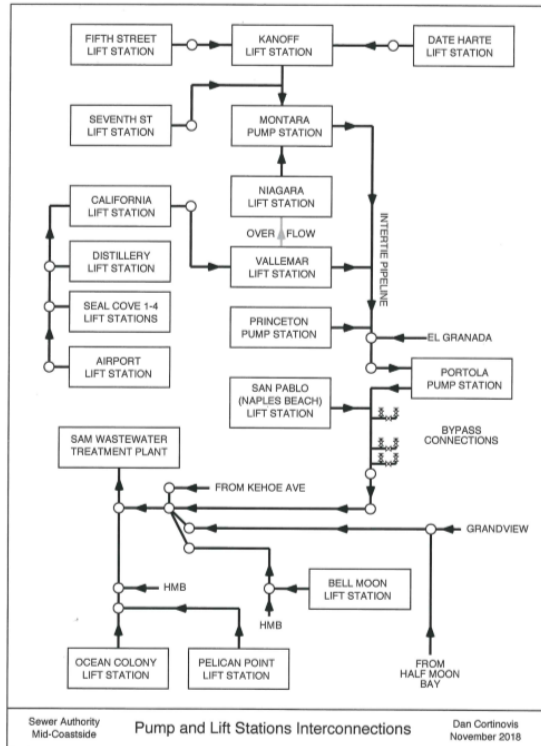 FIFTH STREET
LIFT STATION
KANOFF
LIFT STATION
DATE HARTE
LIFT STATION
SEVENTH ST
LIFT STATION
MONTARA
PUMP STATION
CALIFORNIA
LIFT STATION
NIAGARA
LIFT STATION
INTERTIE PIPELINE
OVER FLOW
DISTILLERY
LIFT STATION
VALLEMAR
LIFT STATION
SEAL COVE 1-4
LIFT STATIONS
PRINCETON
PUMP STATION
EL GRANADA
AIRPORT
LIFT STATION
PORTOLA
PUMP STATION
SAN PABLO
(NAPLES BEACH)
LIFT STATION
BYPASS
CONNECTIONS
SAM WASTEWATER
TREATMENT PLANT
FROM KEHOE AVE
GRANDVIEW
HMB
BELL MOON
LIFT STATION
HMB
OCEAN COLONY
LIFT STATION
PELICAN POINT
LIFT STATION
FROM
HALF MOON
BAY
Sewer Authority
Mid-Coastside
Pump and Lift Stations Interconnections
Dan Cortinovis
November 2018